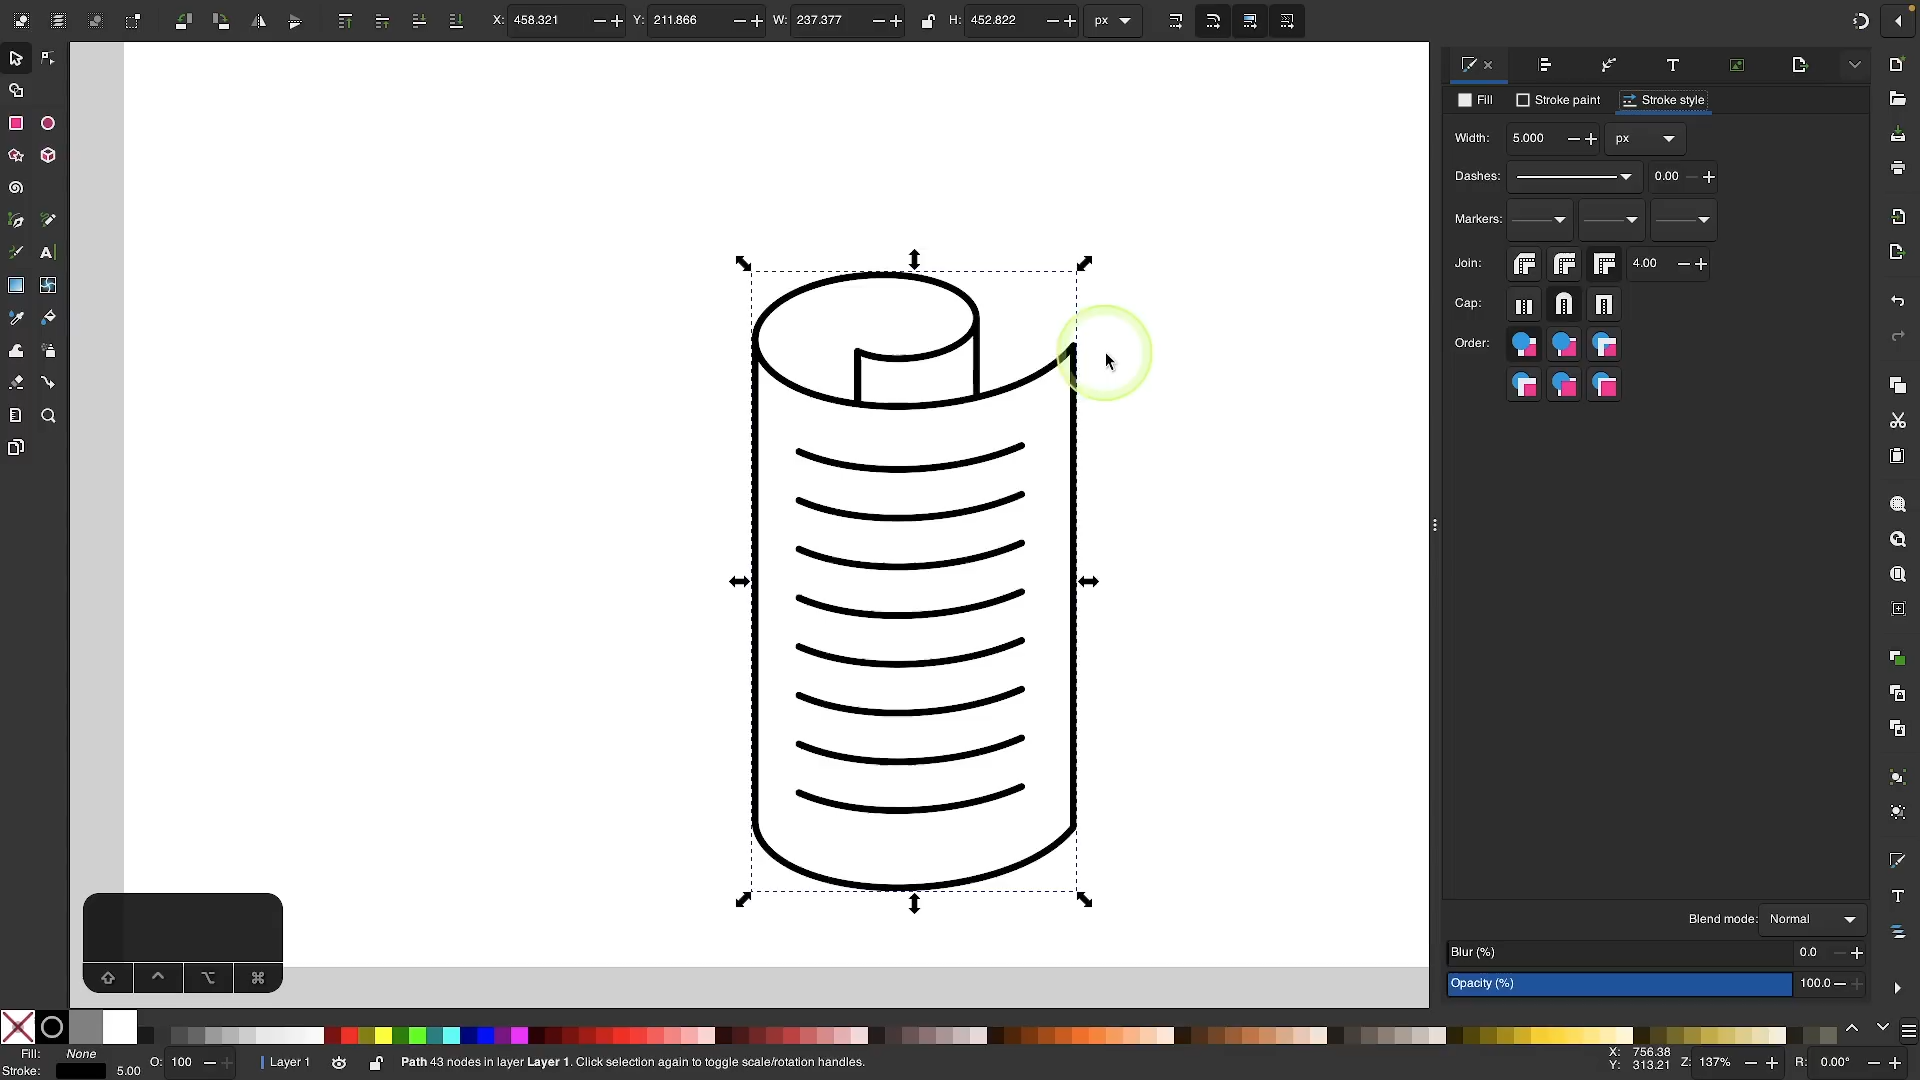 X: 458.321 Y: 211.866 W: 237.377 H: 452.822 px
Fill Stroke paint Stroke style
Width: 5.000 px
Dashes: 0.00
Markers:
Join: 4.00
Cap:
Order:
Blend mode: Normal
Blur (%) 0.0
Opacity (%) 100.0
Fill: None O: 100 Layer 1 Path 43 nodes in layer Layer 1. Click selection again to toggle scale/rotation handles. X: 756.38 Z: 137% R: 0.00°
Stroke: 5.00 Y: 313.21